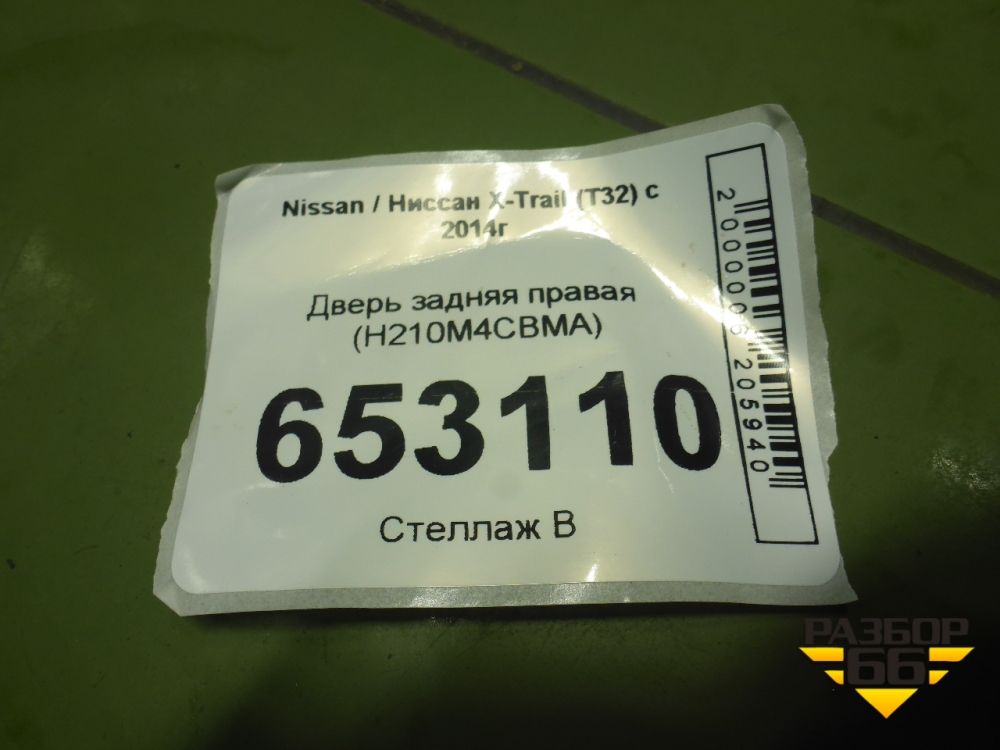 Nissan / Ниссан X-Trail (T32) с
2014г
Дверь задняя правая
(H210M4CBMA)
653110
Стеллаж В
2000006205940
РАЗБОР
66